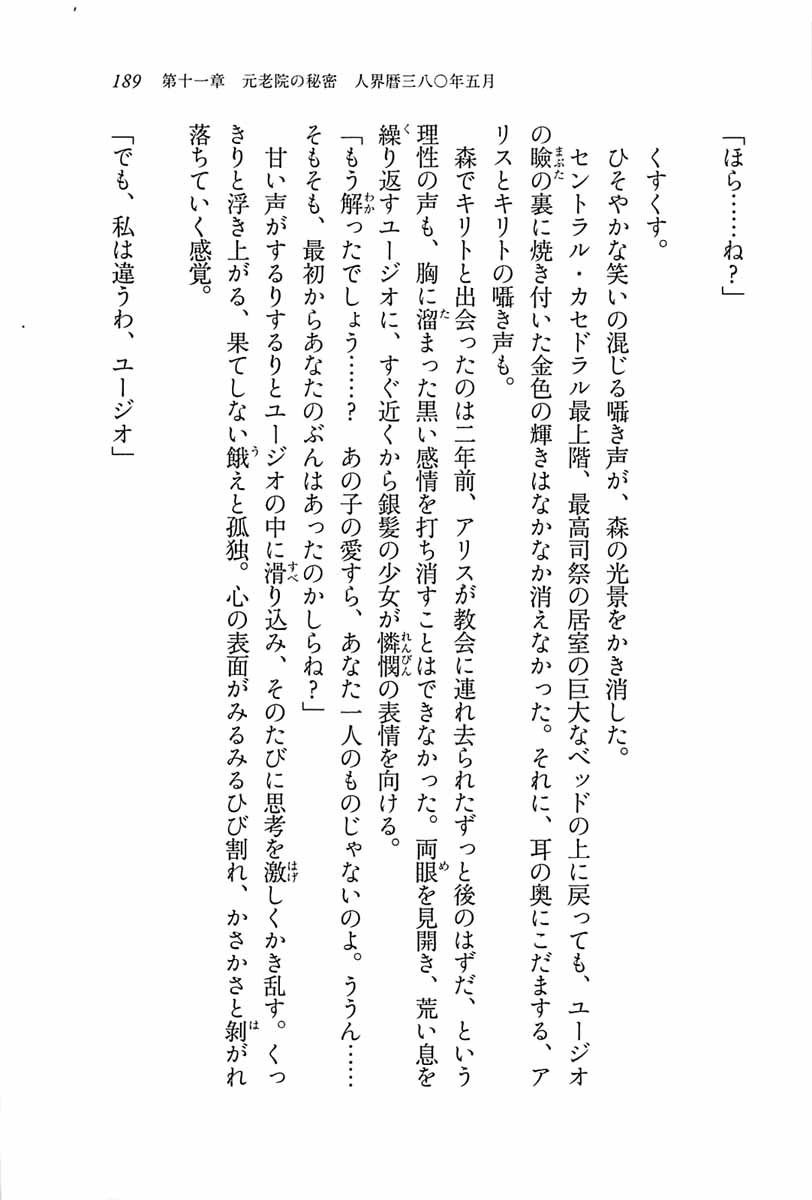 189 第十一章 元老院の秘密 人界暦三八〇年五月
「ほら……ね？」
くすくす。
ひそやかな笑いの混じる囁き声が、森の光景をかき消した。
セントラル・カセドラル最上階、最高司祭の居室の巨大なベッドの上に戻っても、ユージオ
の瞼まぶたの裏に焼き付いた金色の輝きはなかなか消えなかった。それに、耳の奥にこだまする、ア
リスとキリトの囁き声も。
森でキリトと出会ったのは二年前、アリスが教会に連れ去られたずっと後のはずだ、という
理性の声も、胸に溜たまった黒い感情を打ち消すことはできなかった。両眼めを見開き、荒い息を
繰くり返すユージオに、すぐ近くから銀髪の少女が憐憫れんびんの表情を向ける。
「もう解わかったでしょう……？　あの子の愛すら、あなた一人のものじゃないのよ。ううん……
そもそも、最初からあなたのぶんはあったのかしらね？」
甘い声がするりするりとユージオの中に滑すべり込み、そのたびに思考を激はげしくかき乱す。くっ
きりと浮き上がる、果てしない餓うえと孤独。心の表面がみるみるひび割れ、かさかさと剝はがれ
落ちていく感覚。
「でも、私は違うわ、ユージオ」